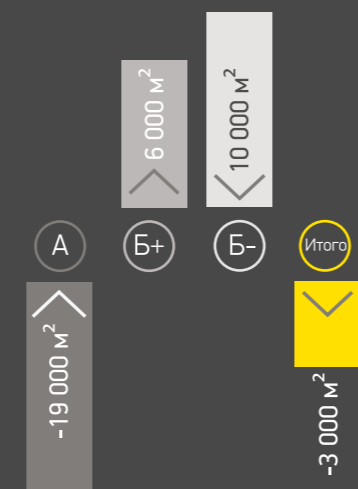 6 000 м²
10 000 м²
А
Б+
Б-
Итого
-19 000 м²
-3 000 м²